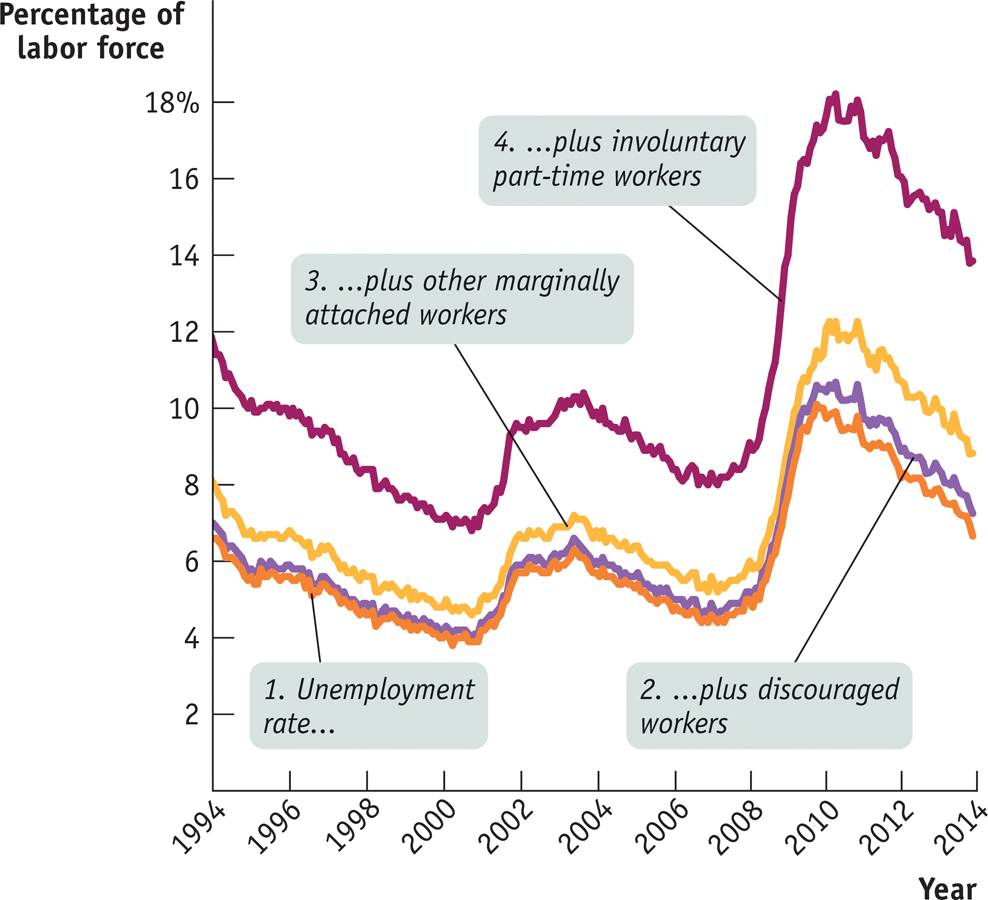 Percentage of
labor force
18%
16
14
12
10
8
6
4
2
4. ...plus involuntary
part-time workers
3. ...plus other marginally
attached workers
1. Unemployment
rate...
2. ...plus discouraged
workers
1994
1996
1998
2000
2002
2004
2006
2008
2010
2012
2014
Year